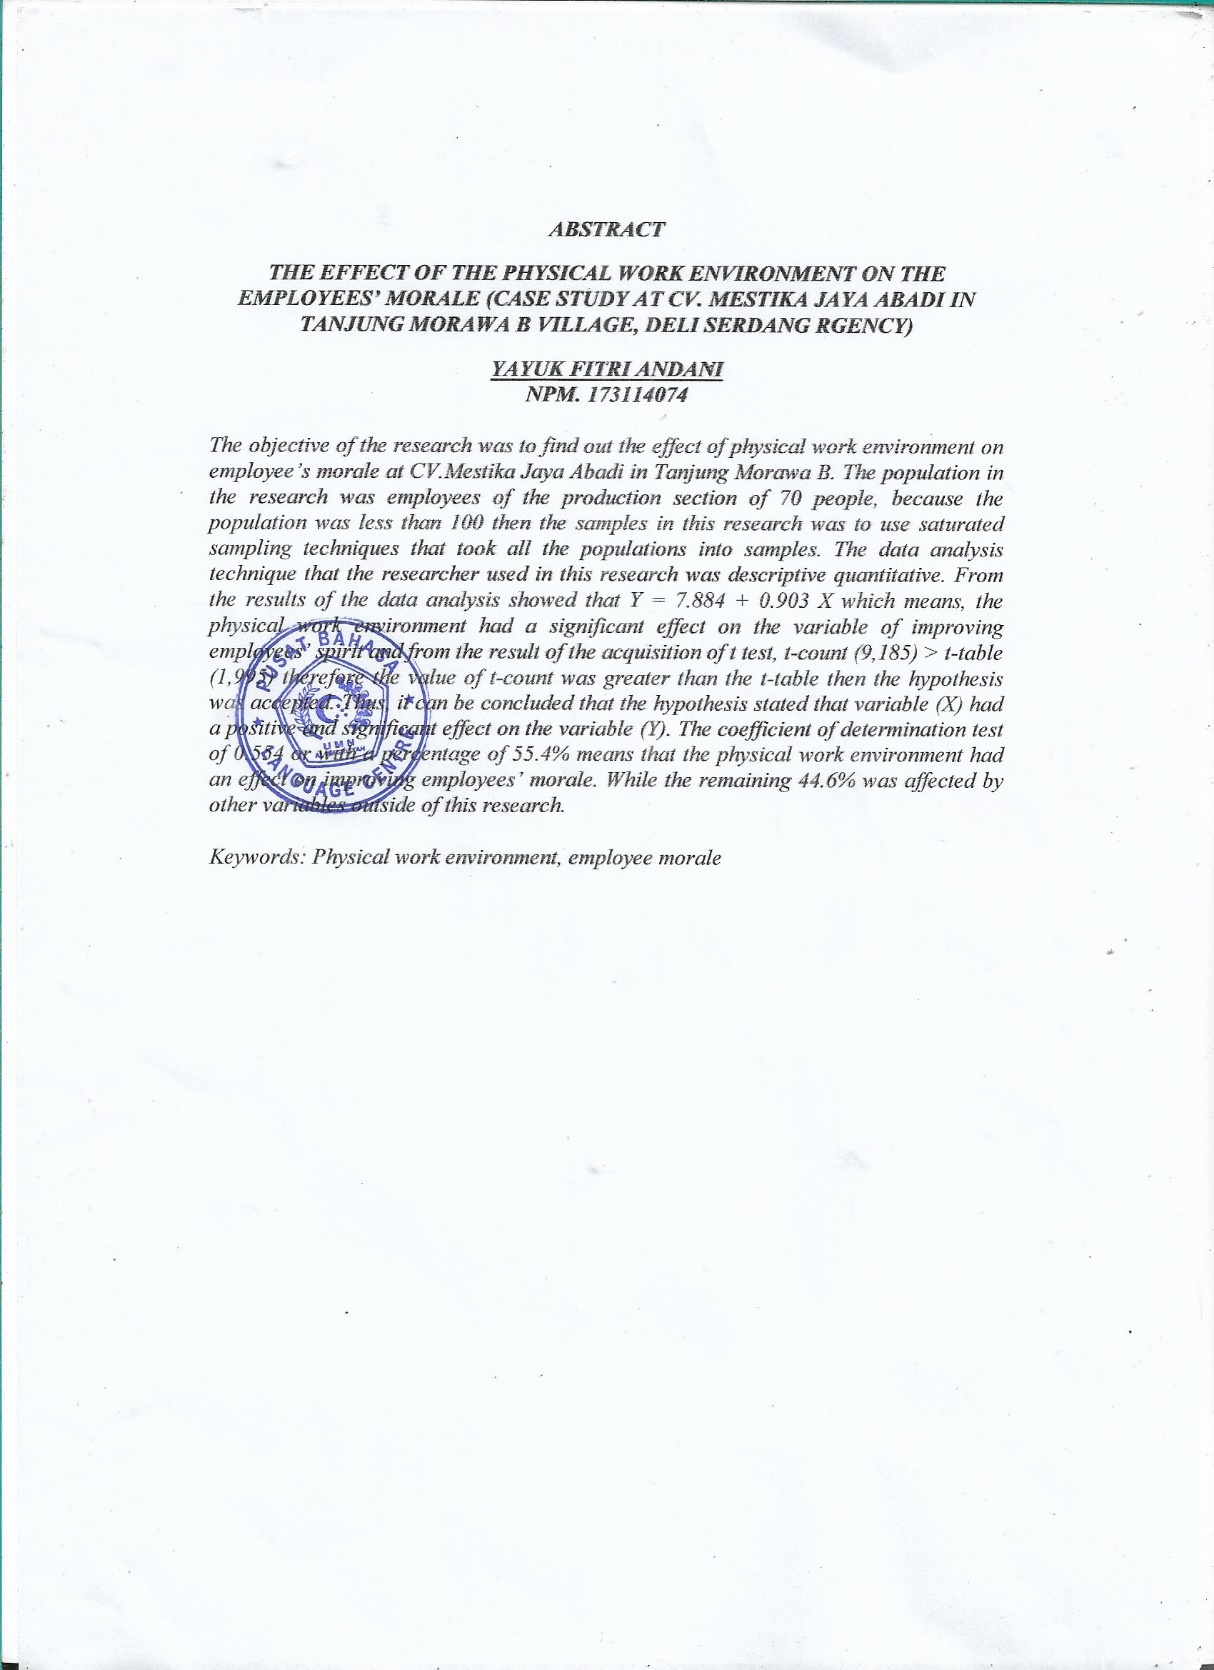 ABSTRACT
THE EFFECT OF THE PHYSICAL WORK ENVIRONMENT ON THE
EMPLOYEES' MORALE (CASE STUDY AT CV. MESTIKA JAYA ABADI IN
TANJUNG MORAWA B VILLAGE, DELI SERDANG RGENCY)
YAYUK FITRI ANDANI
NPM. 173114074
The objective of the research was to find out the effect of physical work environment on
employee's morale at CV.Mestika Jaya Abadi in Tanjung Morawa B. The population in
the research was employees of the production section of 70 people, because the
population was less than 100 then the samples in this research was to use saturated
sampling techniques that took all the populations into samples. The data analysis
technique that the researcher used in this research was descriptive quantitative. From
the results of the data analysis showed that Y = 7.884 + 0.903 X which means, the
physical work environment had a significant effect on the variable of improving
employees' spirit and from the result of the acquisition of t test, t-count (9,185) > t-table
(1,995) therefore the value of t-count was greater than the t-table then the hypothesis
was accepted. Thus, it can be concluded that the hypothesis stated that variable (X) had
a positive and significant effect on the variable (Y). The coefficient of determination test
of 0.554 or with a percentage of 55.4% means that the physical work environment had
an effect on improving employees' morale. While the remaining 44.6% was affected by
other variables outside of this research.
Keywords: Physical work environment, employee morale
PUSAT BAHASA
UMN
LANGUAGE CENTRE